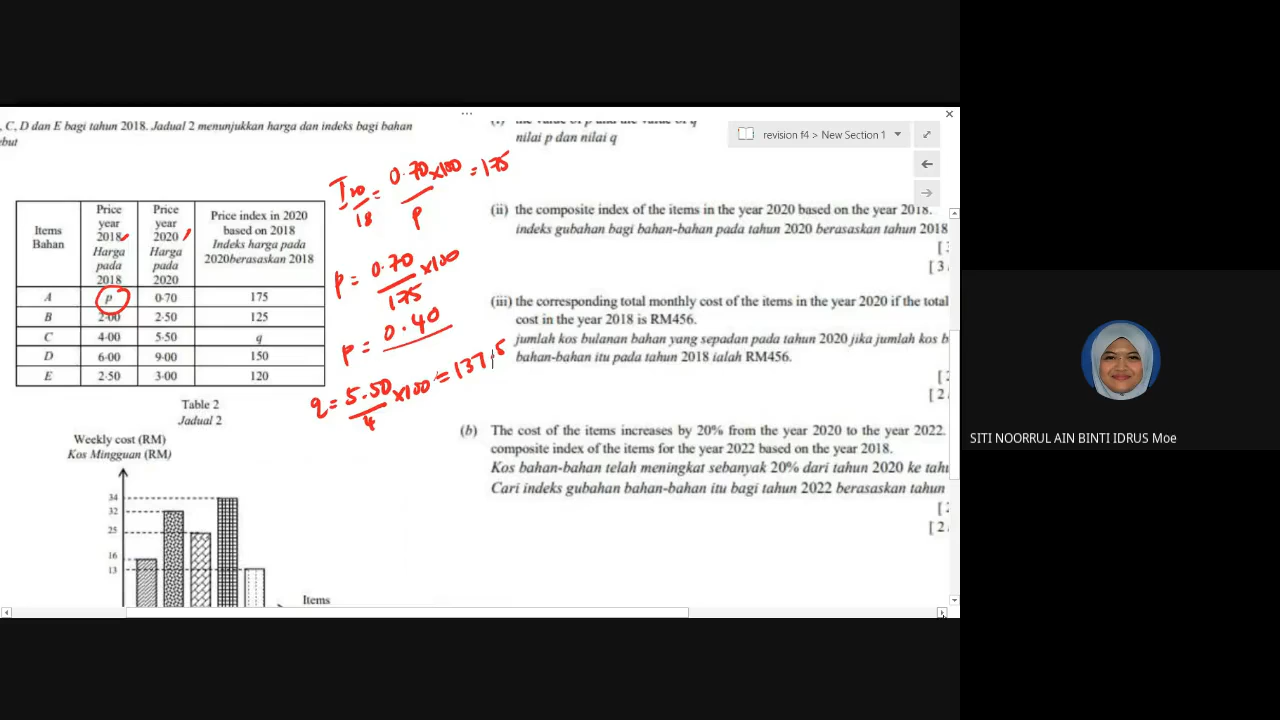 , C, D dan E bagi tahun 2018. Jadual 2 menunjukkan harga dan indeks bagi bahan
but
Items
Bahan
Price
year
2018
Harga
pada
2018
Price
year
2020
Harga
pada
2020
Price index in 2020
based on 2018
Indeks harga pada
2020berasaskan 2018
A p 0·70 175
B 2·00 2·50 125
C 4·00 5·50 q
D 6·00 9·00 150
E 2·50 3·00 120
Table 2
Jadual 2
Weekly cost (RM)
Kos Mingguan (RM)
34
32
25
16
13
Items
I20/18 = 0.70/p x100 = 175
p = 0.70/175 x100
p = 0.40
q = 5.50/4 x100 = 137.5
nilai p dan nilai q
revision f4 > New Section 1
(ii) the composite index of the items in the year 2020 based on the year 2018.
indeks gubahan bagi bahan-bahan pada tahun 2020 berasaskan tahun 2018
[ 3
(iii) the corresponding total monthly cost of the items in the year 2020 if the total
cost in the year 2018 is RM456.
jumlah kos bulanan bahan yang sepadan pada tahun 2020 jika jumlah kos b
bahan-bahan itu pada tahun 2018 ialah RM456.
[ 2
(b) The cost of the items increases by 20% from the year 2020 to the year 2022.
composite index of the items for the year 2022 based on the year 2018.
Kos bahan-bahan telah meningkat sebanyak 20% dari tahun 2020 ke tahu
Cari indeks gubahan bahan-bahan itu bagi tahun 2022 berasaskan tahun
[ 2
SITI NOORRUL AIN BINTI IDRUS Moe